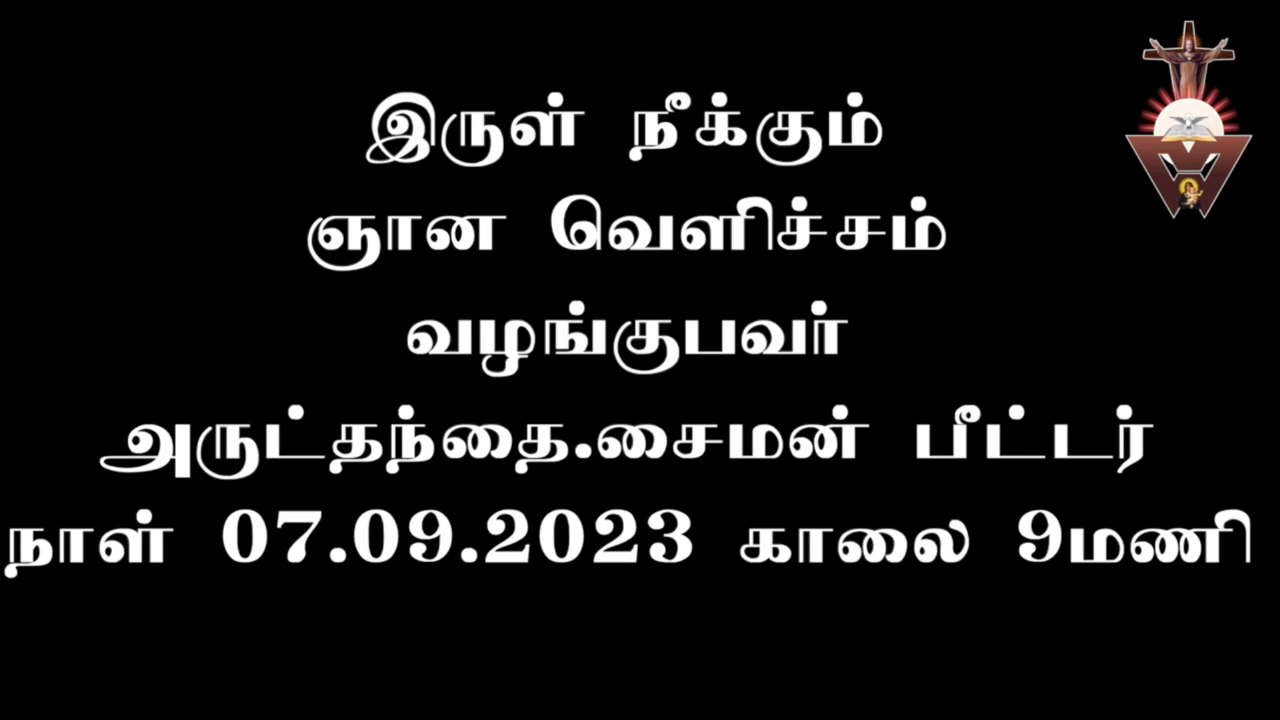 இருள் நீக்கும்
ஞான வெளிச்சம்
வழங்குபவர்
அருட்தந்தை.சைமன் பீட்டர்
நாள் 07.09.2023 காலை 9மணி